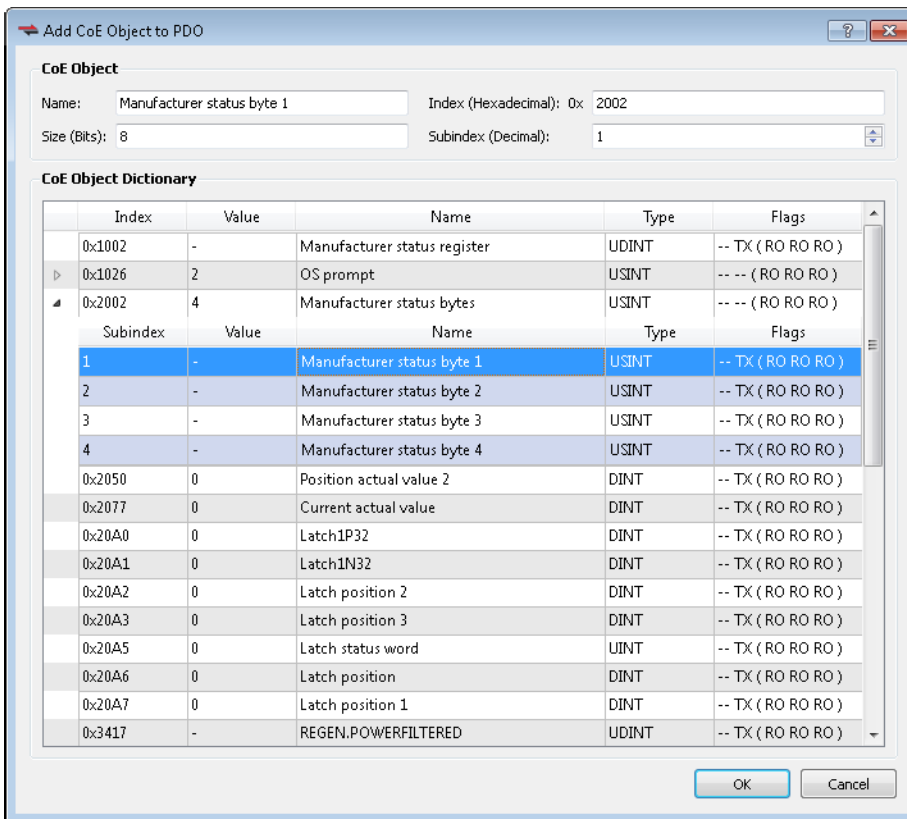 Add CoE Object to PDO
CoE Object
Name: Manufacturer status byte 1 Index (Hexadecimal): 0x 2002
Size (Bits): 8 Subindex (Decimal): 1
CoE Object Dictionary
Index Value Name Type Flags
0x1002 - Manufacturer status register UDINT -- TX ( RO RO RO )
0x1026 2 OS prompt USINT -- -- ( RO RO RO )
0x2002 4 Manufacturer status bytes USINT -- -- ( RO RO RO )
Subindex Value Name Type Flags
1 - Manufacturer status byte 1 USINT -- TX ( RO RO RO )
2 - Manufacturer status byte 2 USINT -- TX ( RO RO RO )
3 - Manufacturer status byte 3 USINT -- TX ( RO RO RO )
4 - Manufacturer status byte 4 USINT -- TX ( RO RO RO )
0x2050 0 Position actual value 2 DINT -- TX ( RO RO RO )
0x2077 0 Current actual value DINT -- TX ( RO RO RO )
0x20A0 0 Latch1P32 DINT -- TX ( RO RO RO )
0x20A1 0 Latch1N32 DINT -- TX ( RO RO RO )
0x20A2 0 Latch position 2 DINT -- TX ( RO RO RO )
0x20A3 0 Latch position 3 DINT -- TX ( RO RO RO )
0x20A5 0 Latch status word UINT -- TX ( RO RO RO )
0x20A6 0 Latch position DINT -- TX ( RO RO RO )
0x20A7 0 Latch position 1 DINT -- TX ( RO RO RO )
0x3417 - REGEN.POWERFILTERED UDINT -- TX ( RO RO RO )
OK Cancel